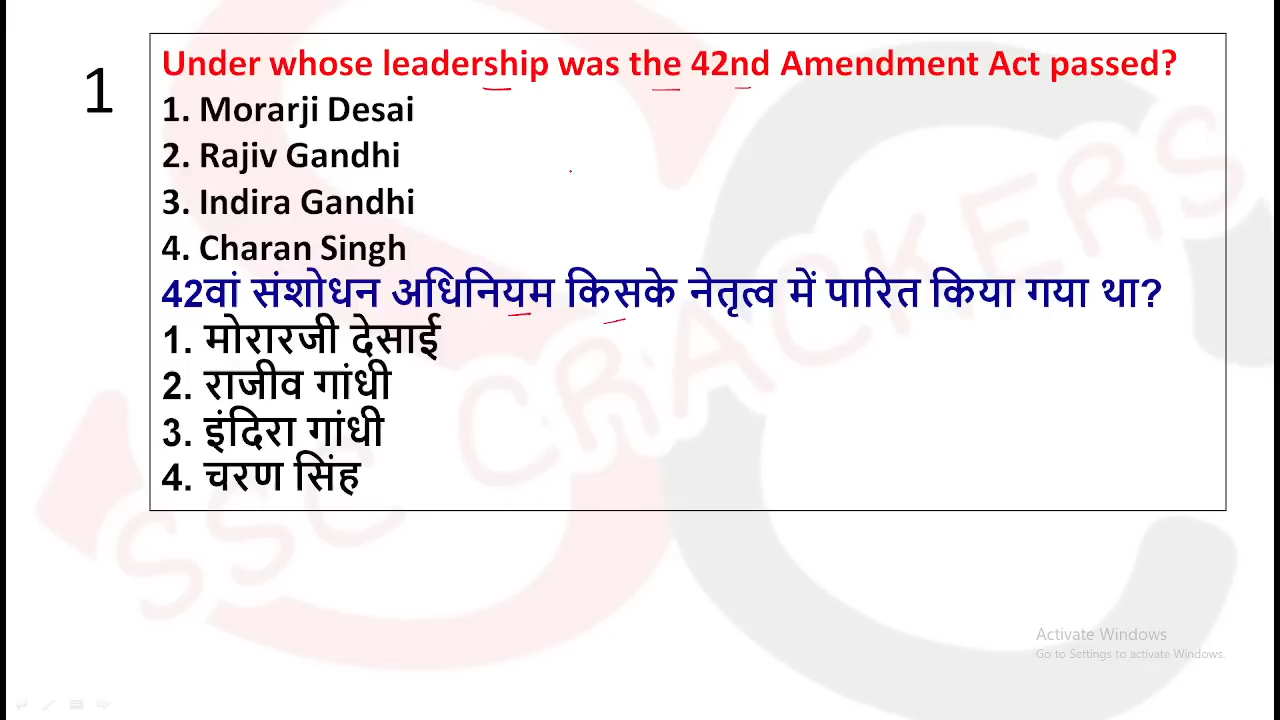 1
Under whose leadership was the 42nd Amendment Act passed?
1. Morarji Desai
2. Rajiv Gandhi
3. Indira Gandhi
4. Charan Singh
42वां संशोधन अधिनियम किसके नेतृत्व में पारित किया गया था?
1. मोरारजी देसाई
2. राजीव गांधी
3. इंदिरा गांधी
4. चरण सिंह
SSC CRACKERS
Activate Windows
Go to Settings to activate Windows.